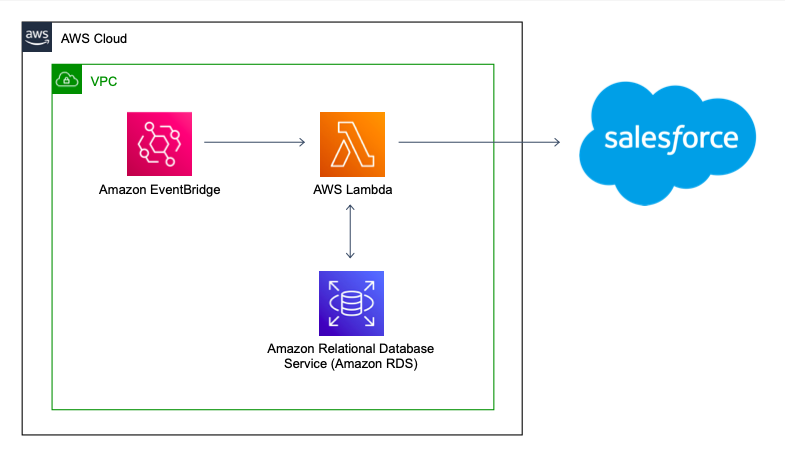 aws
AWS Cloud
VPC
Amazon EventBridge
AWS Lambda
salesforce
Amazon Relational Database
Service (Amazon RDS)